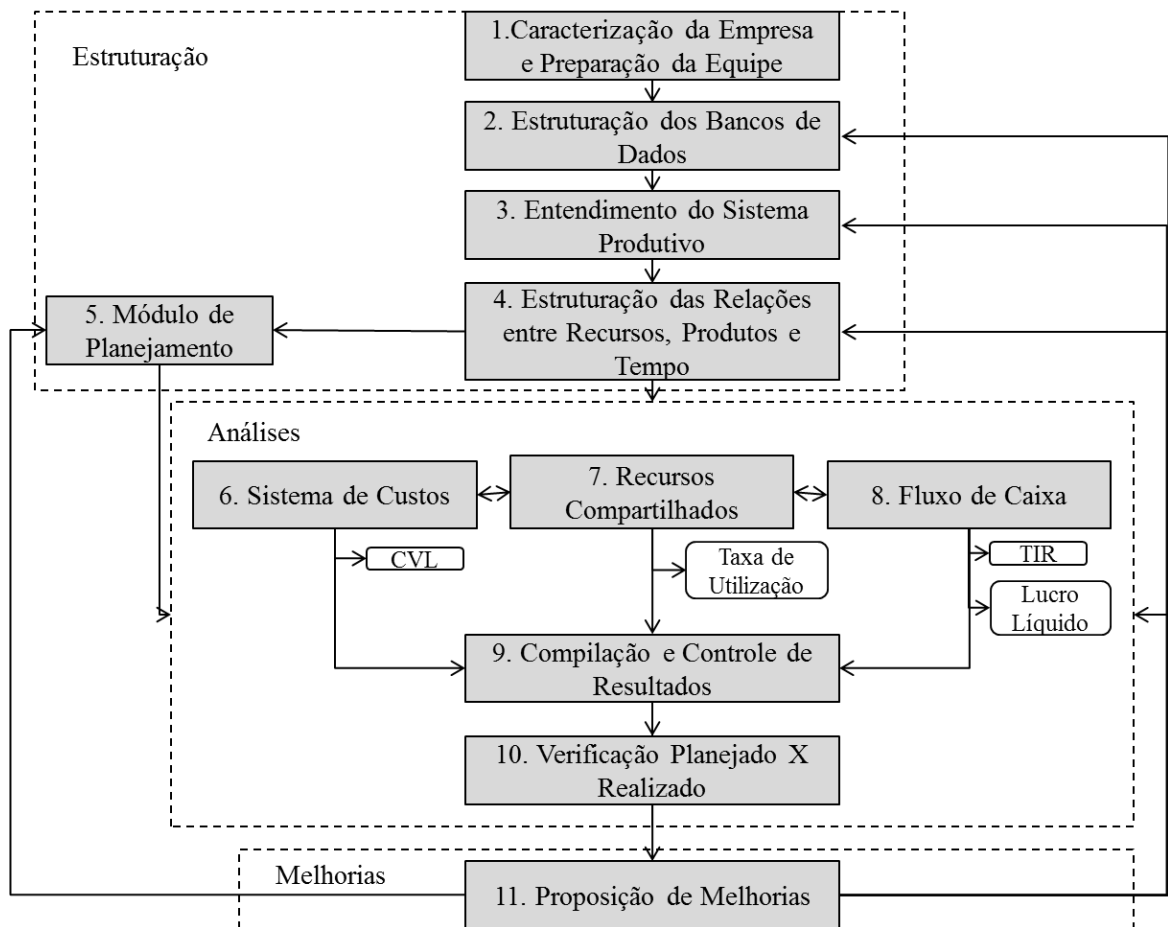 Estruturação
1.Caracterização da Empresa
e Preparação da Equipe
2. Estruturação dos Bancos de
Dados
3. Entendimento do Sistema
Produtivo
4. Estruturação das Relações
entre Recursos, Produtos e
Tempo
5. Módulo de
Planejamento
Análises
6. Sistema de Custos
7. Recursos
Compartilhados
8. Fluxo de Caixa
CVL
Taxa de
Utilização
TIR
Lucro
Líquido
9. Compilação e Controle de
Resultados
10. Verificação Planejado X
Realizado
Melhorias
11. Proposição de Melhorias